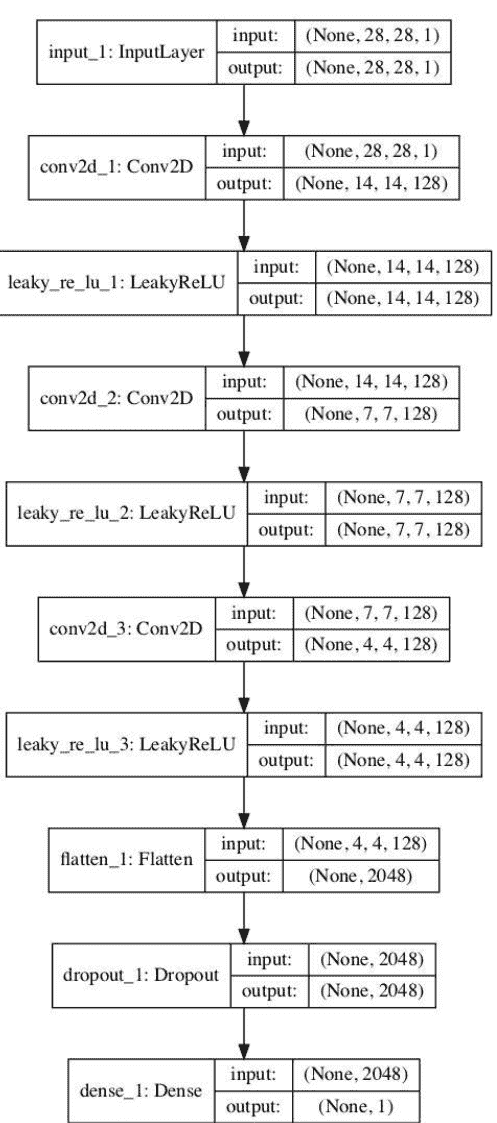 input_1: InputLayer
input: (None, 28, 28, 1)
output: (None, 28, 28, 1)
conv2d_1: Conv2D
input: (None, 28, 28, 1)
output: (None, 14, 14, 128)
leaky_re_lu_1: LeakyReLU
input: (None, 14, 14, 128)
output: (None, 14, 14, 128)
conv2d_2: Conv2D
input: (None, 14, 14, 128)
output: (None, 7, 7, 128)
leaky_re_lu_2: LeakyReLU
input: (None, 7, 7, 128)
output: (None, 7, 7, 128)
conv2d_3: Conv2D
input: (None, 7, 7, 128)
output: (None, 4, 4, 128)
leaky_re_lu_3: LeakyReLU
input: (None, 4, 4, 128)
output: (None, 4, 4, 128)
flatten_1: Flatten
input: (None, 4, 4, 128)
output: (None, 2048)
dropout_1: Dropout
input: (None, 2048)
output: (None, 2048)
dense_1: Dense
input: (None, 2048)
output: (None, 1)